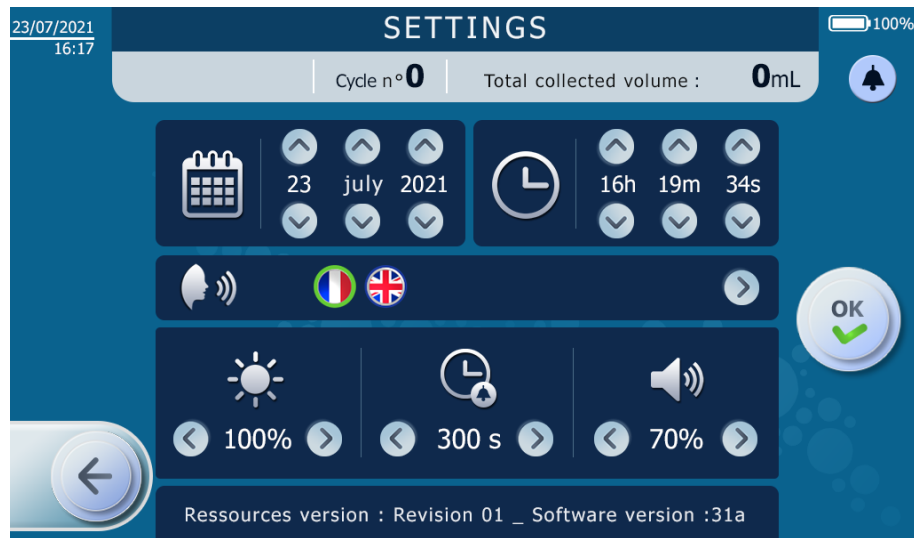 23/07/2021
16:17
SETTINGS
100%
Cycle n° 0 Total collected volume : 0mL
23 july 2021 16h 19m 34s
OK
100% 300 s 70%
Ressources version : Revision 01 _ Software version :31a